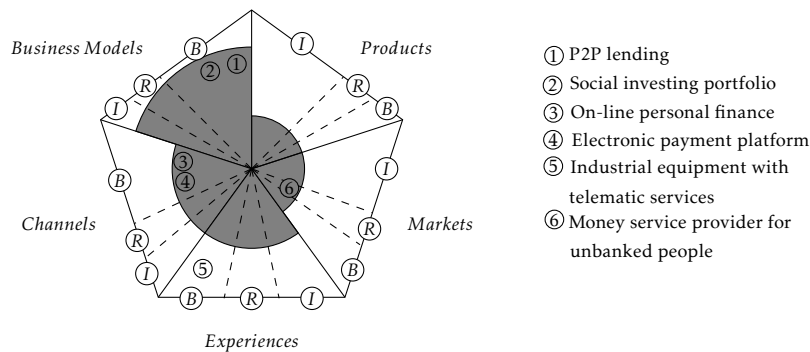 Business Models
Products
B
I
R
R
I
B
① P2P lending
② Social investing portfolio
③ On-line personal finance
④ Electronic payment platform
⑤ Industrial equipment with
telematic services
⑥ Money service provider for
unbanked people
②
①
③
④
⑥
⑤
B
I
Channels
Markets
R
R
I
B
B
R
I
Experiences